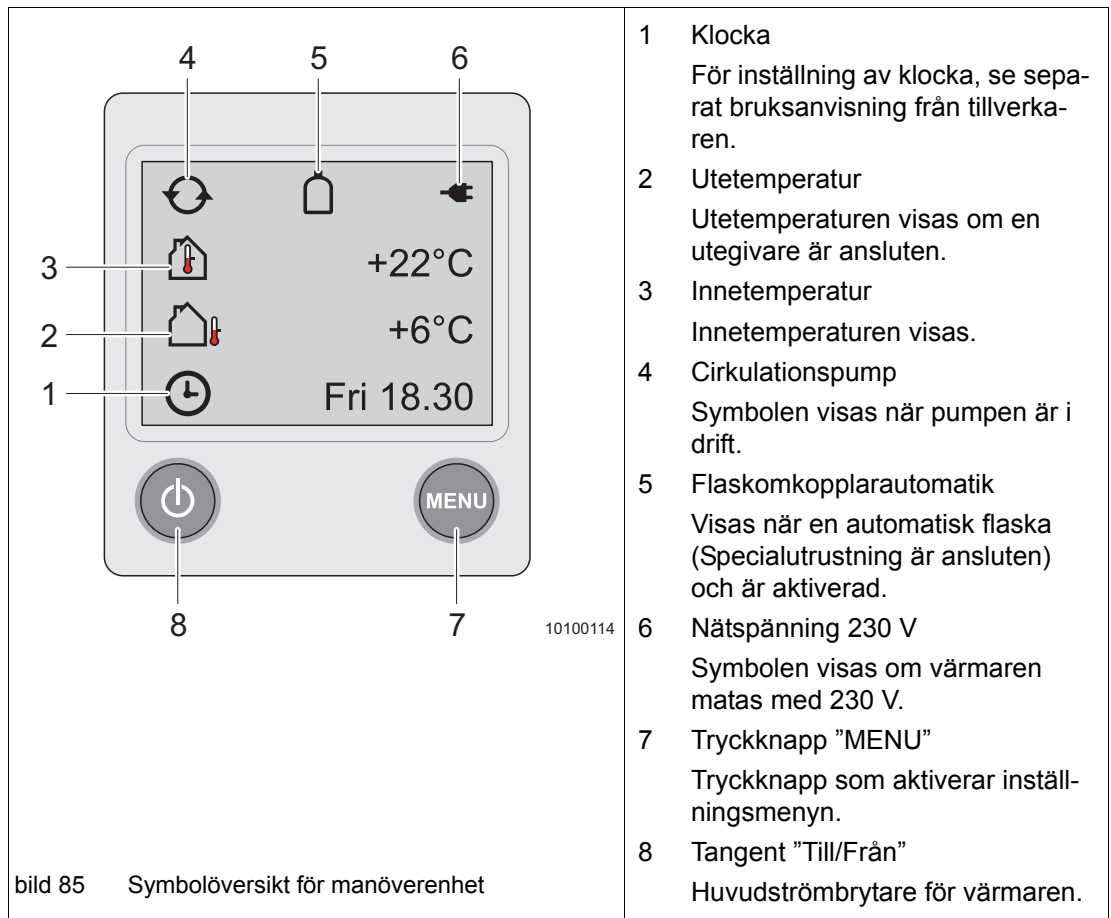 4 5 6
3 +22°C
2 +6°C
1 Fri 18.30
MENU
8 7 10100114
bild 85 Symbolöversikt för manöverenhet
1 Klocka
För inställning av klocka, se sepa-
rat bruksanvisning från tillverka-
ren.
2 Utetemperatur
Utetemperaturen visas om en
utegivare är ansluten.
3 Innetemperatur
Innetemperaturen visas.
4 Cirkulationspump
Symbolen visas när pumpen är i
drift.
5 Flaskomkopplarautomatik
Visas när en automatisk flaska
(Specialutrustning är ansluten)
och är aktiverad.
6 Nätspänning 230 V
Symbolen visas om värmaren
matas med 230 V.
7 Tryckknapp ”MENU”
Tryckknapp som aktiverar inställ-
ningsmenyn.
8 Tangent ”Till/Från”
Huvudströmbrytare för värmaren.